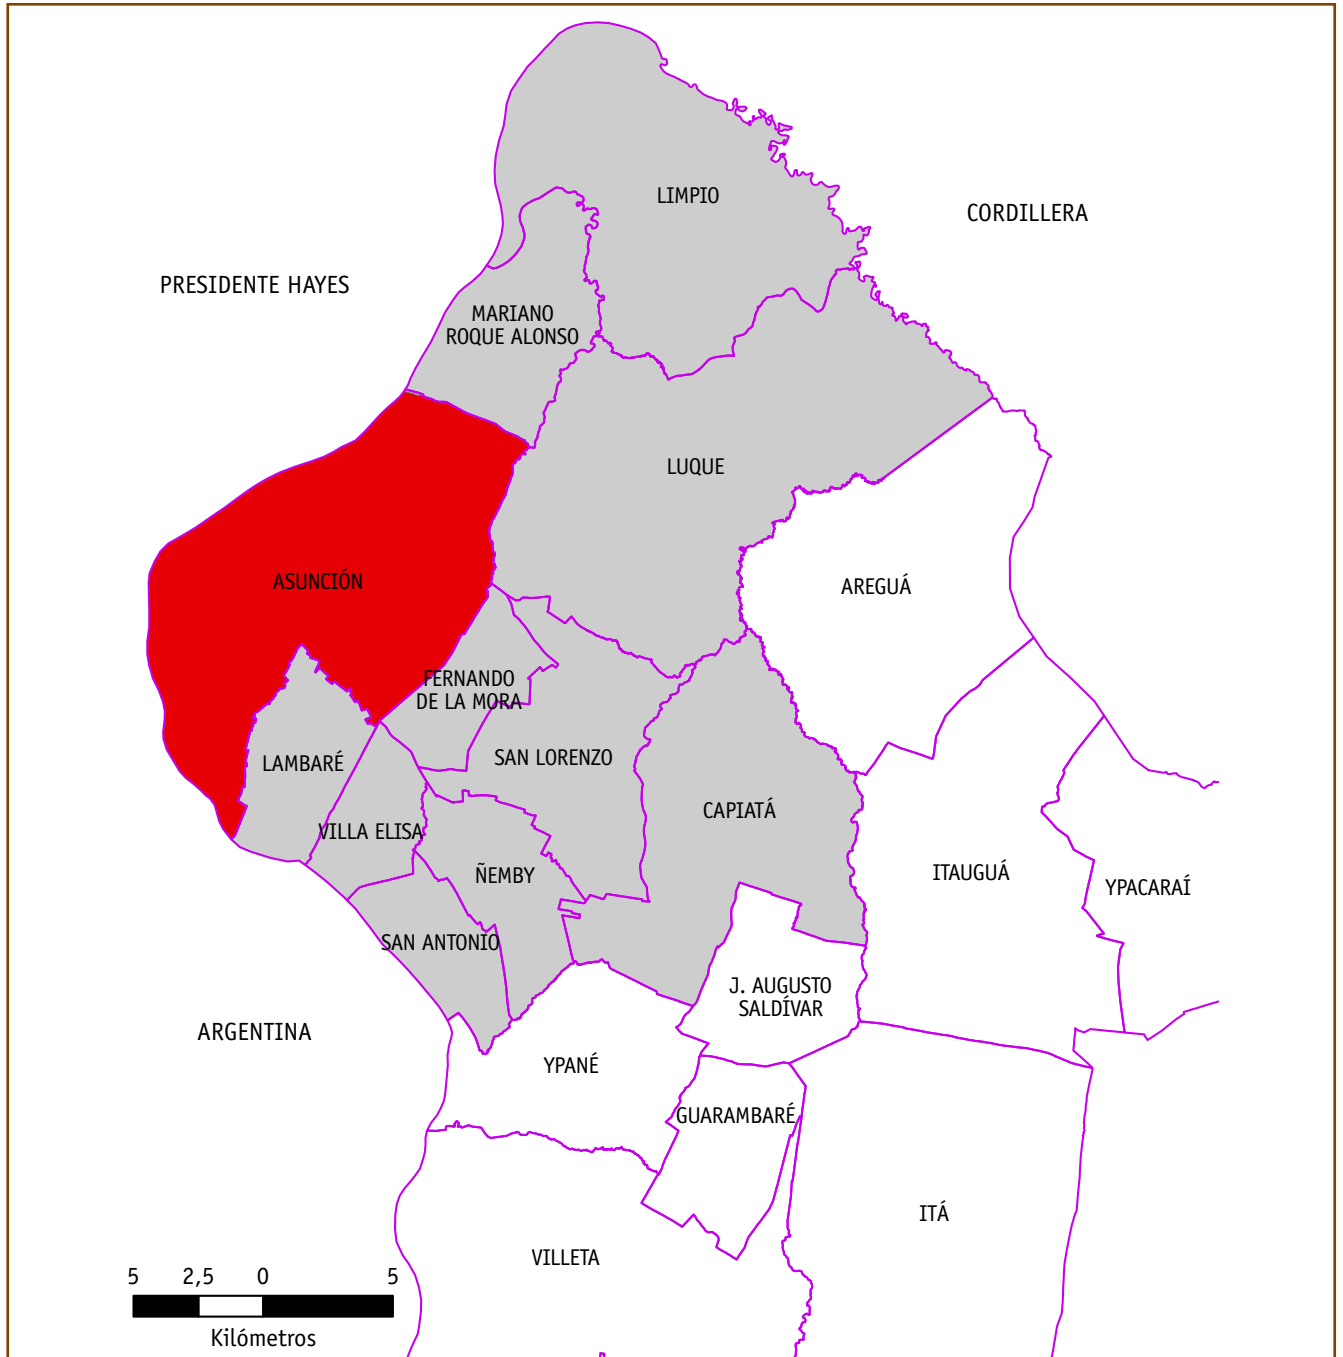 LIMPIO
CORDILLERA
PRESIDENTE HAYES
MARIANO
ROQUE ALONSO
LUQUE
ASUNCIÓN
AREGUÁ
FERNANDO
DE LA MORA
LAMBARÉ
SAN LORENZO
CAPIATÁ
VILLA ELISA
ÑEMBY
ITAUGUÁ
YPACARAÍ
SAN ANTONIO
J. AUGUSTO
SALDÍVAR
ARGENTINA
YPANÉ
GUARAMBARÉ
ITÁ
VILLETA
5 2,5 0 5
Kilómetros